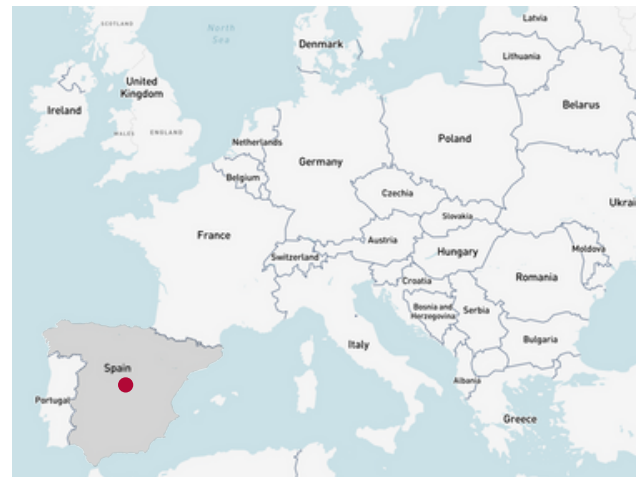 SCOTLAND
North
Sea
Latvia
Denmark
Lithuania
United
Kingdom
Ireland
Belarus
WALES
ENGLAND
Netherlands
Poland
Germany
Belgium
Czechia
Ukrai
Slovakia
France
Austria
Moldova
Switzerland
Hungary
Romania
Croatia
Bosnia and
Herzegovina
Serbia
Italy
Bulgaria
Spain
Albania
Portugal
Greece